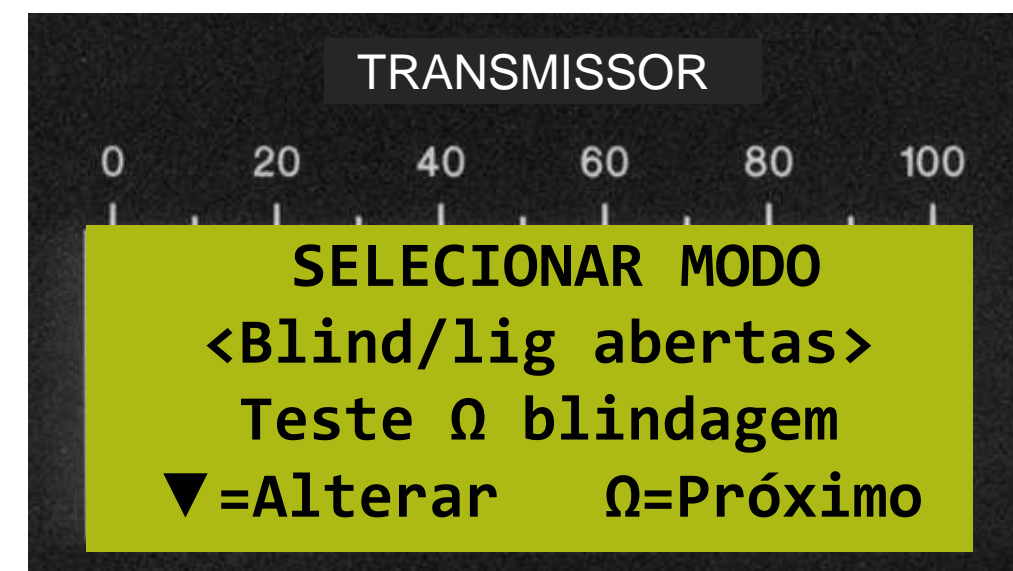 TRANSMISSOR
0 20 40 60 80 100
SELECIONAR MODO
<Blind/lig abertas>
Teste Ω blindagem
▼=Alterar Ω=Próximo